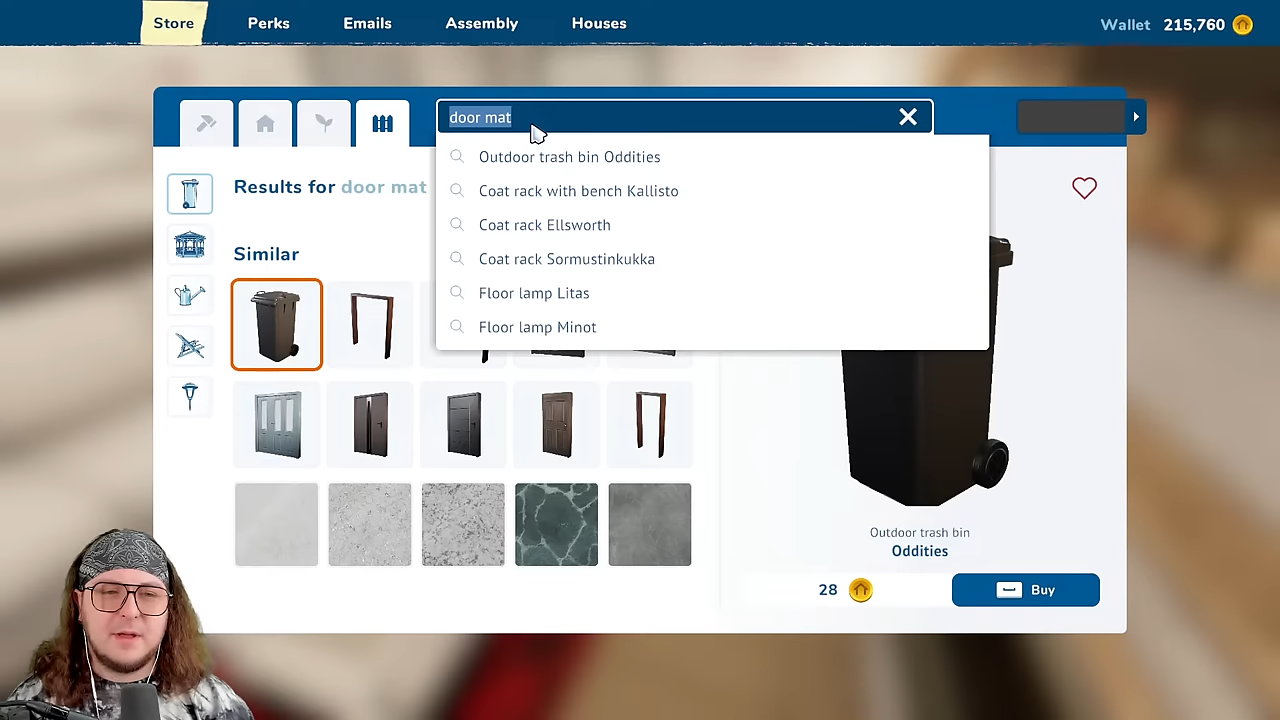 Store
Perks
Emails
Assembly
Houses
Wallet 215,760
door mat
Outdoor trash bin Oddities
Coat rack with bench Kallisto
Coat rack Ellsworth
Coat rack Sormustinkukka
Floor lamp Litas
Floor lamp Minot
Results for door mat
Similar
Outdoor trash bin
Oddities
28
Buy